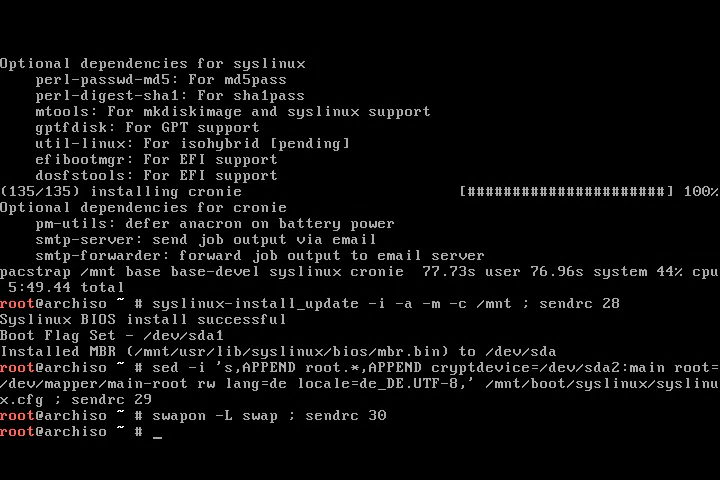 Optional dependencies for syslinux
    perl-passwd-md5: For md5pass
    perl-digest-sha1: For sha1pass
    mtools: For mkdiskimage and syslinux support
    gptfdisk: For GPT support
    util-linux: For isohybrid [pending]
    efibootmgr: For EFI support
    dosfstools: For EFI support
(135/135) installing cronie                        [######################] 100%
Optional dependencies for cronie
    pm-utils: defer anacron on battery power
    smtp-server: send job output via email
    smtp-forwarder: forward job output to email server
pacstrap /mnt base base-devel syslinux cronie  77.73s user 76.96s system 44% cpu
 5:49.44 total
root@archiso ~ # syslinux-install_update -i -a -m -c /mnt ; sendrc 28
Syslinux BIOS install successful
Boot Flag Set - /dev/sda1
Installed MBR (/mnt/usr/lib/syslinux/bios/mbr.bin) to /dev/sda
root@archiso ~ # sed -i 's,APPEND root.*,APPEND cryptdevice=/dev/sda2:main root=
/dev/mapper/main-root rw lang=de locale=de_DE.UTF-8,' /mnt/boot/syslinux/syslinu
x.cfg ; sendrc 29
root@archiso ~ # swapon -L swap ; sendrc 30
root@archiso ~ # _